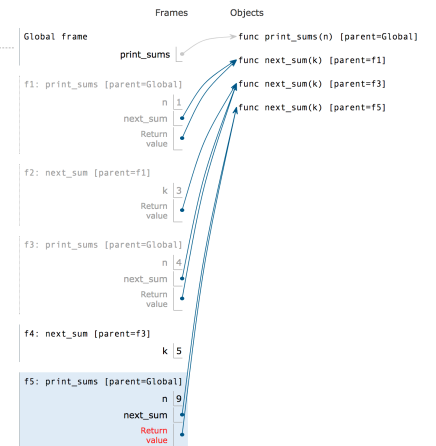 Frames Objects
Global frame
print_sums
func print_sums(n) [parent=Global]
func next_sum(k) [parent=f1]
func next_sum(k) [parent=f3]
func next_sum(k) [parent=f5]
f1: print_sums [parent=Global]
n 1
next_sum
Return
value
f2: next_sum [parent=f1]
k 3
Return
value
f3: print_sums [parent=Global]
n 4
next_sum
Return
value
f4: next_sum [parent=f3]
k 5
f5: print_sums [parent=Global]
n 9
next_sum
Return
value